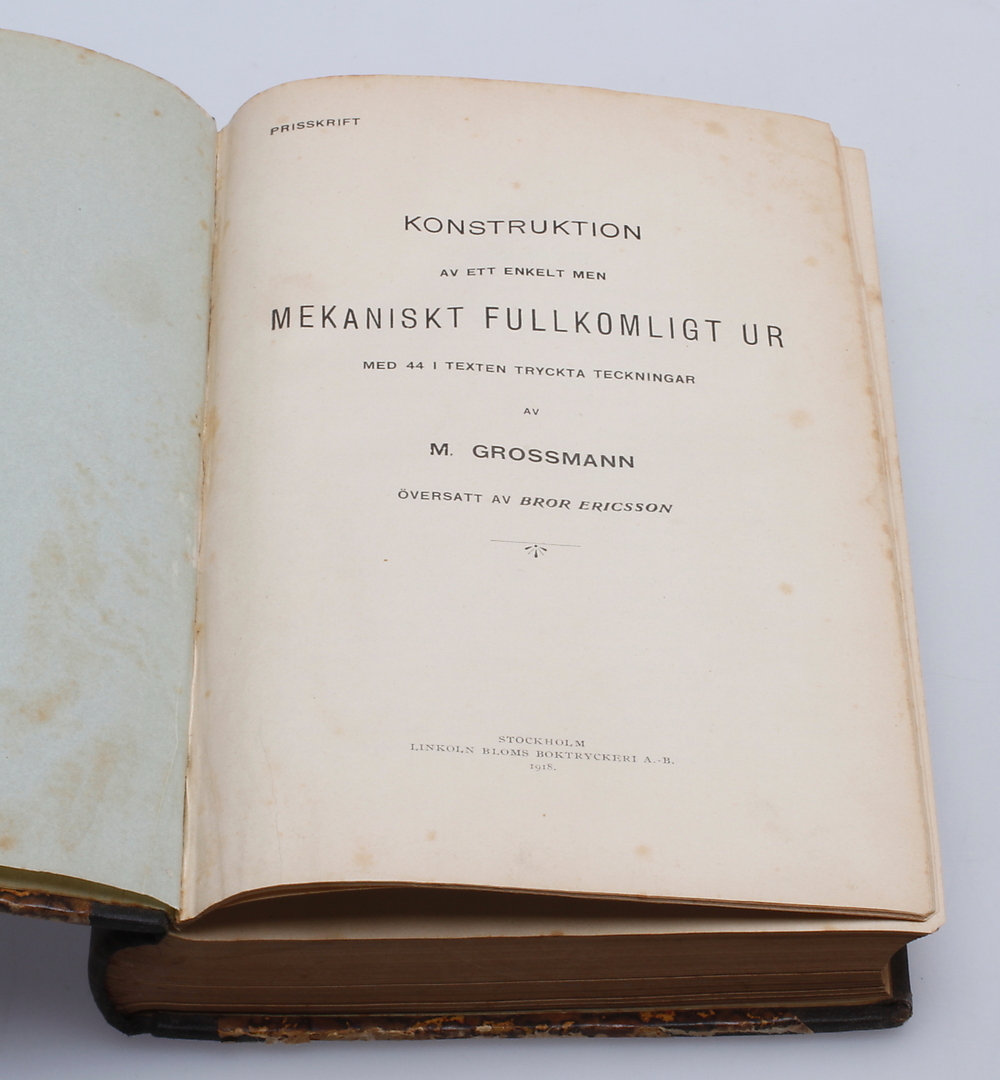 PRISSKRIFT
KONSTRUKTION
AV ETT ENKELT MEN
MEKANISKT FULLKOMLIGT UR
MED 44 I TEXTEN TRYCKTA TECKNINGAR
AV
M. GROSSMANN
ÖVERSATT AV BROR ERICSSON
STOCKHOLM
LINKOLN BLOMS BOKTRYCKERI A.-B.
1918.